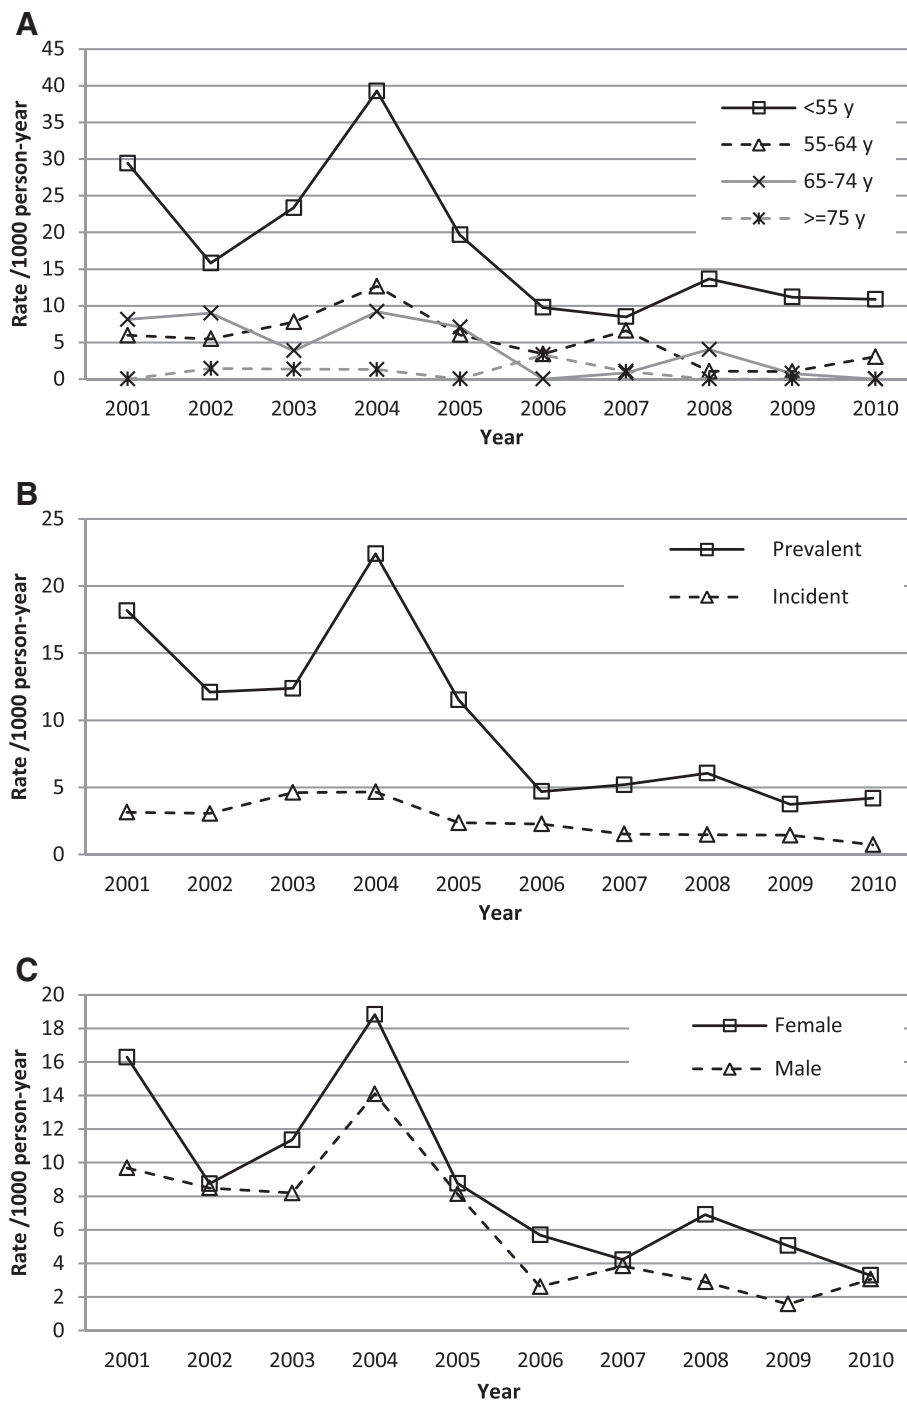 A
45
40
35
30
25
20
15
10
5
0
Rate /1000 person-year
<55 y
55-64 y
65-74 y
>=75 y
2001 2002 2003 2004 2005 2006 2007 2008 2009 2010
Year
B
25
20
15
10
5
0
Rate /1000 person-year
Prevalent
Incident
2001 2002 2003 2004 2005 2006 2007 2008 2009 2010
Year
C
20
18
16
14
12
10
8
6
4
2
0
Rate /1000 person-year
Female
Male
2001 2002 2003 2004 2005 2006 2007 2008 2009 2010
Year